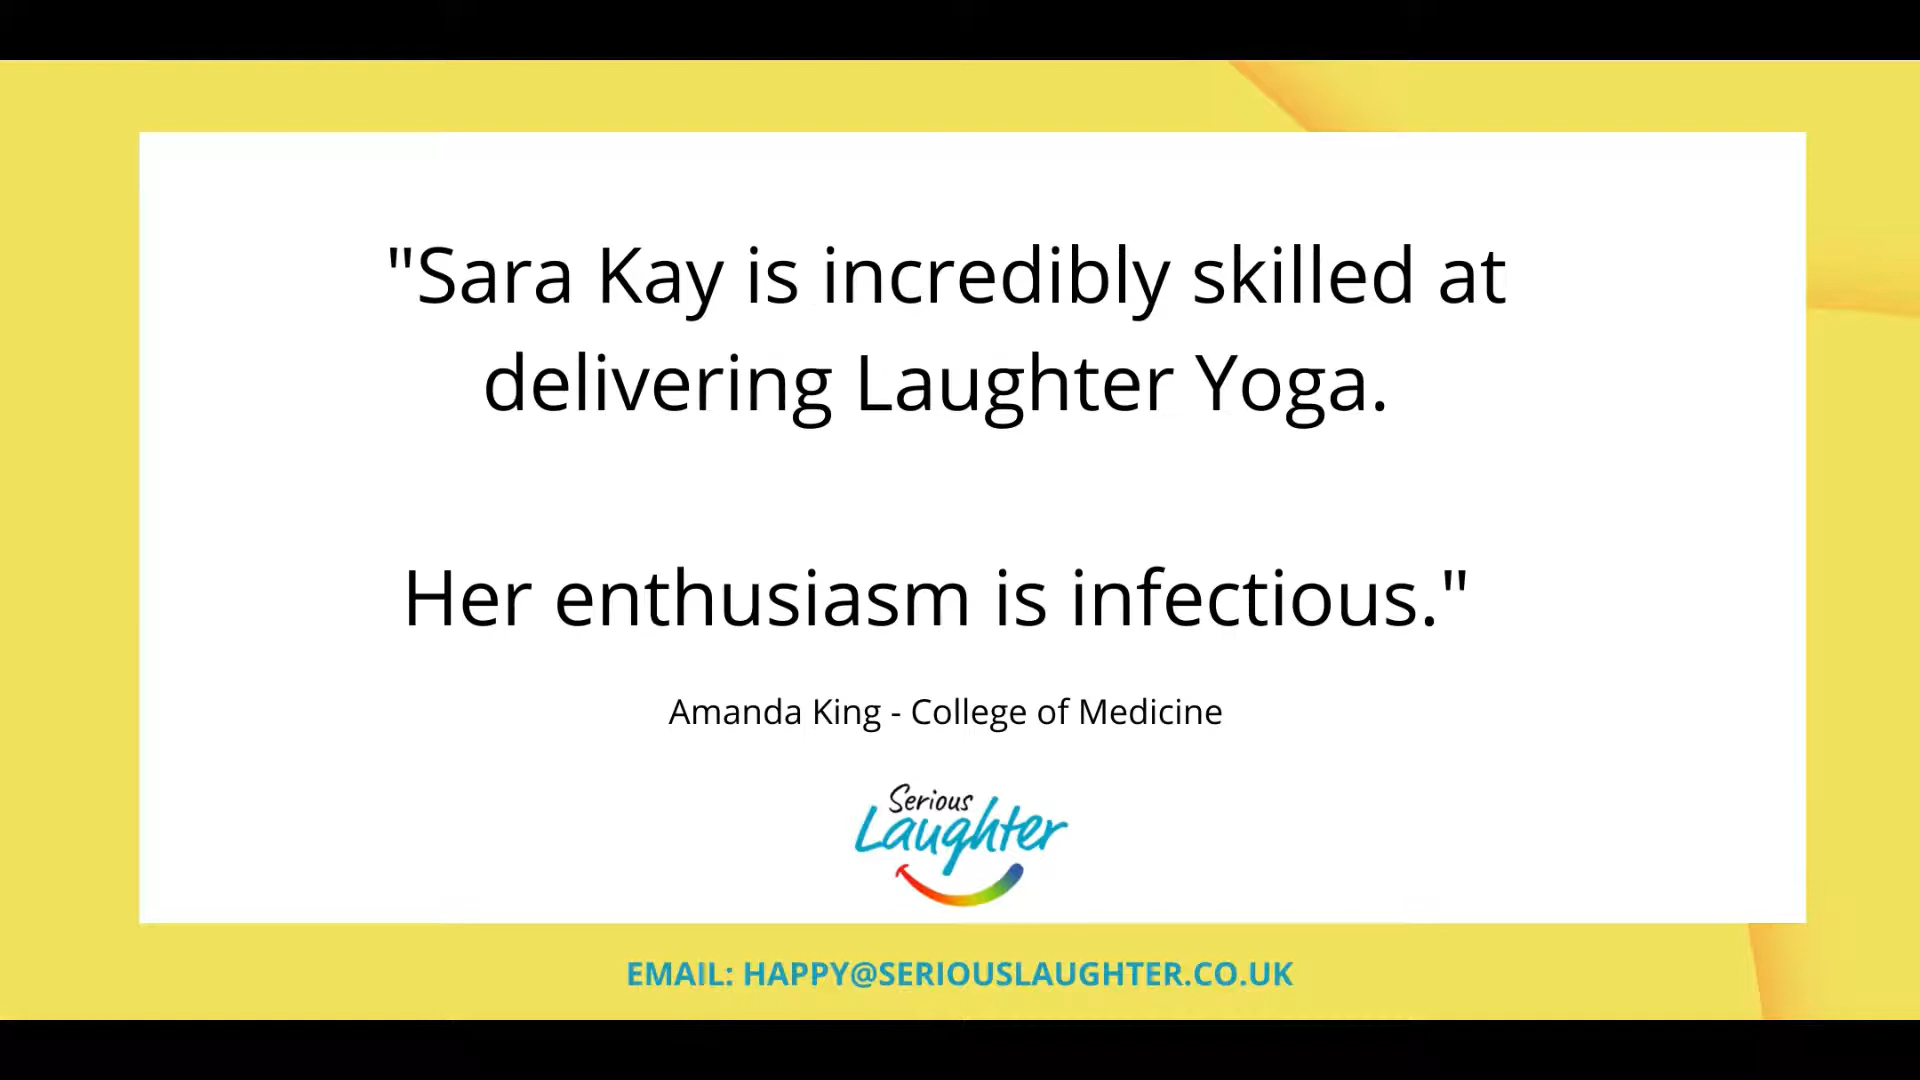 "Sara Kay is incredibly skilled at
delivering Laughter Yoga.
Her enthusiasm is infectious."
Amanda King - College of Medicine
Serious
Laughter
EMAIL: HAPPY@SERIOUSLAUGHTER.CO.UK